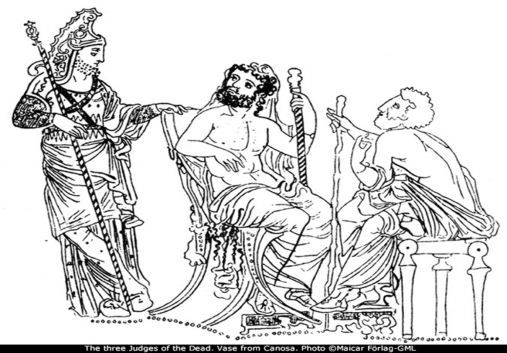 The three Judges of the Dead. Vase from Canosa. Photo ©Maicar Förlag-GML